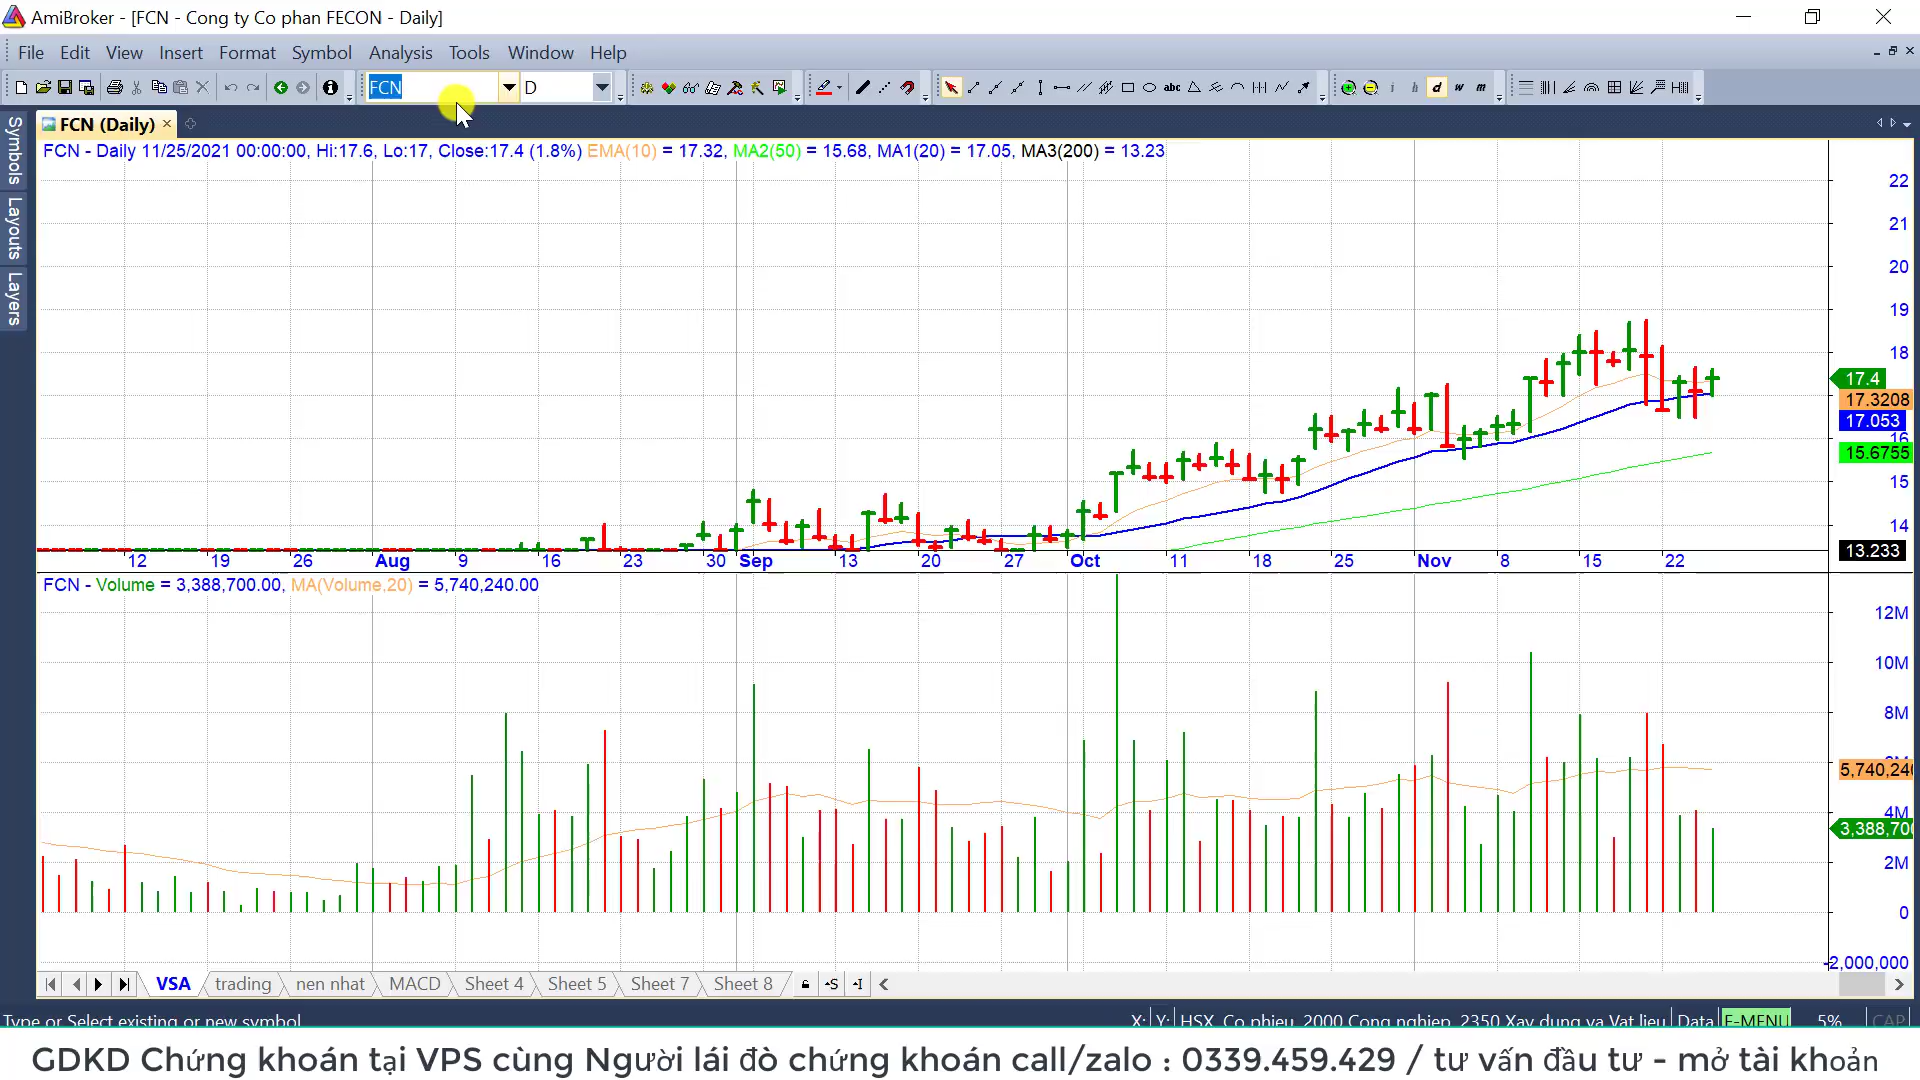 AmiBroker - [FCN - Cong ty Co phan FECON - Daily]
File Edit View Insert Format Symbol Analysis Tools Window Help
FCN D
abc i h d w m
Symbols
Layouts
Layers
FCN (Daily)
FCN - Daily 11/25/2021 00:00:00, Hi:17.6, Lo:17, Close:17.4 (1.8%) EMA(10) = 17.32, MA2(50) = 15.68, MA1(20) = 17.05, MA3(200) = 13.23
22
21
20
19
18
17.4
17.3208
17.053
16
15.6755
15
14
13.233
12 19 26 Aug 9 16 23 30 Sep 13 20 27 Oct 11 18 25 Nov 8 15 22
FCN - Volume = 3,388,700.00, MA(Volume,20) = 5,740,240.00
12M
10M
8M
5,740,240
4M
3,388,700
2M
0
-2,000,000
VSA trading nen nhat MACD Sheet 4 Sheet 5 Sheet 6 Sheet 7 Sheet 8
Type or Select existing or new symbol X: Y: HSX, Co phieu, 2000 Cong nghiep, 2350 Xay dung va Vat lieu Data F-MENU 5% CAP
GDKD Chứng khoán tại VPS cùng Người lái đò chứng khoán call/zalo : 0339.459.429 / tư vấn đầu tư - mở tài khoản